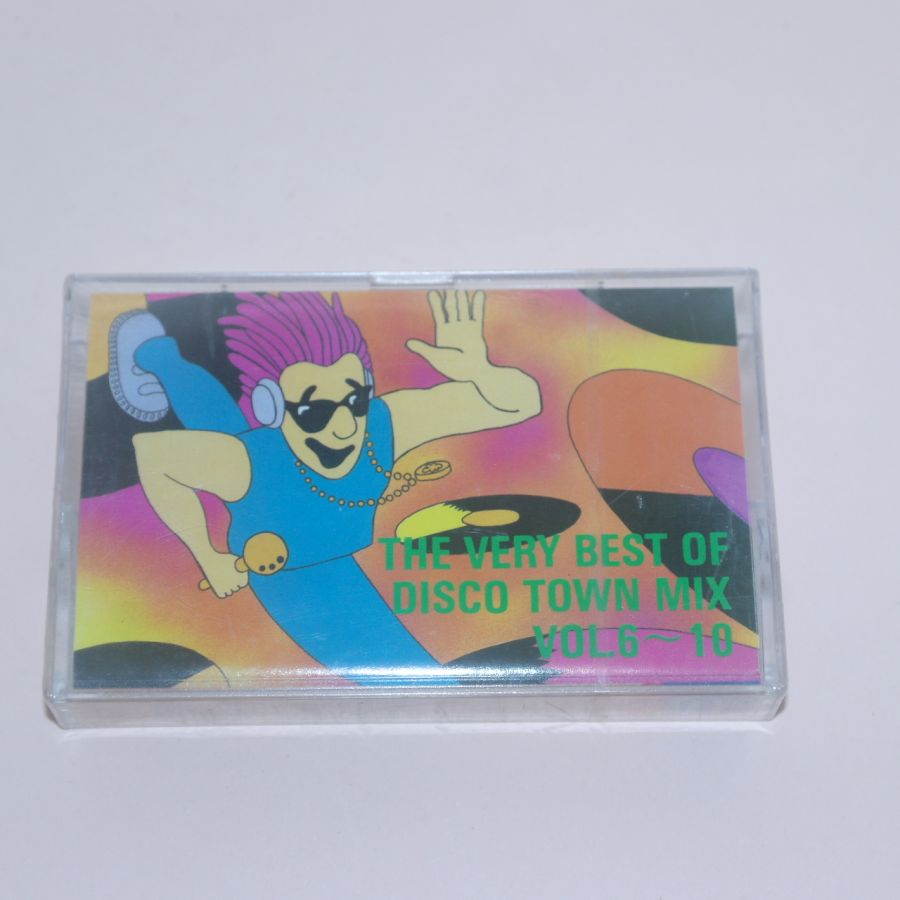 THE VERY BEST OF
DISCO TOWN MIX
VOL.6～10